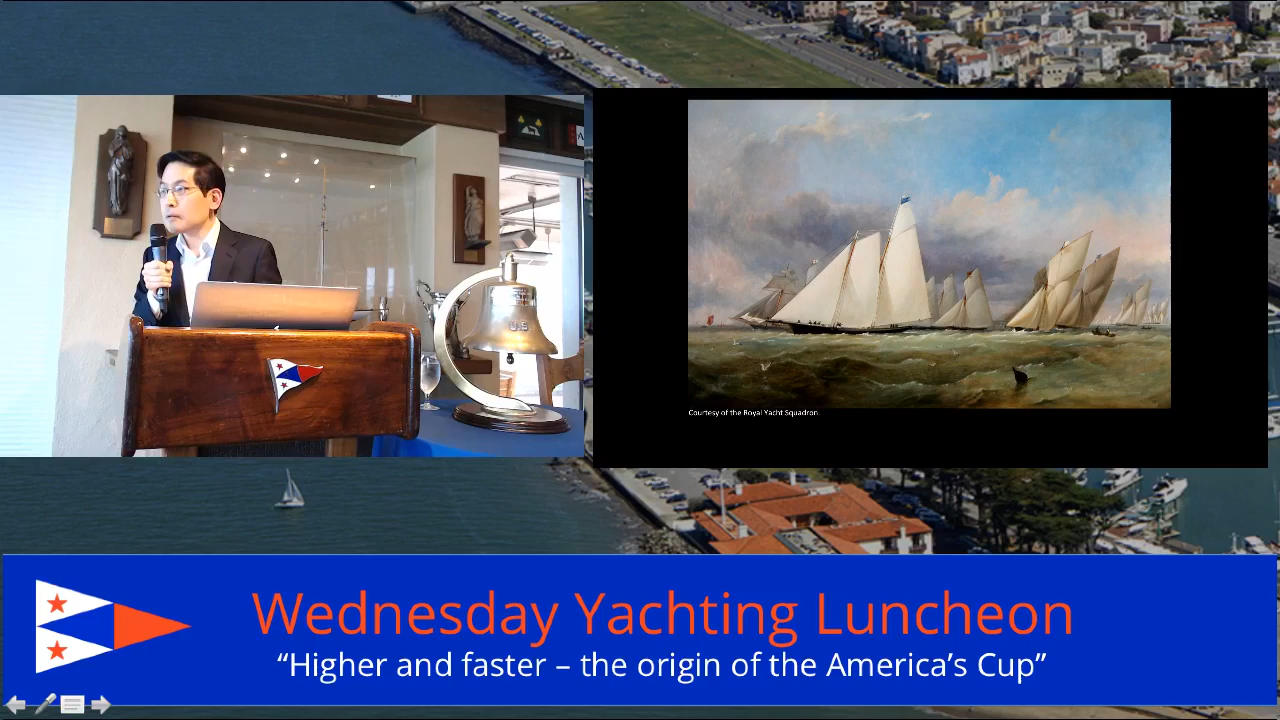 U.S
Courtesy of the Royal Yacht Squadron
Wednesday Yachting Luncheon
“Higher and faster – the origin of the America’s Cup”